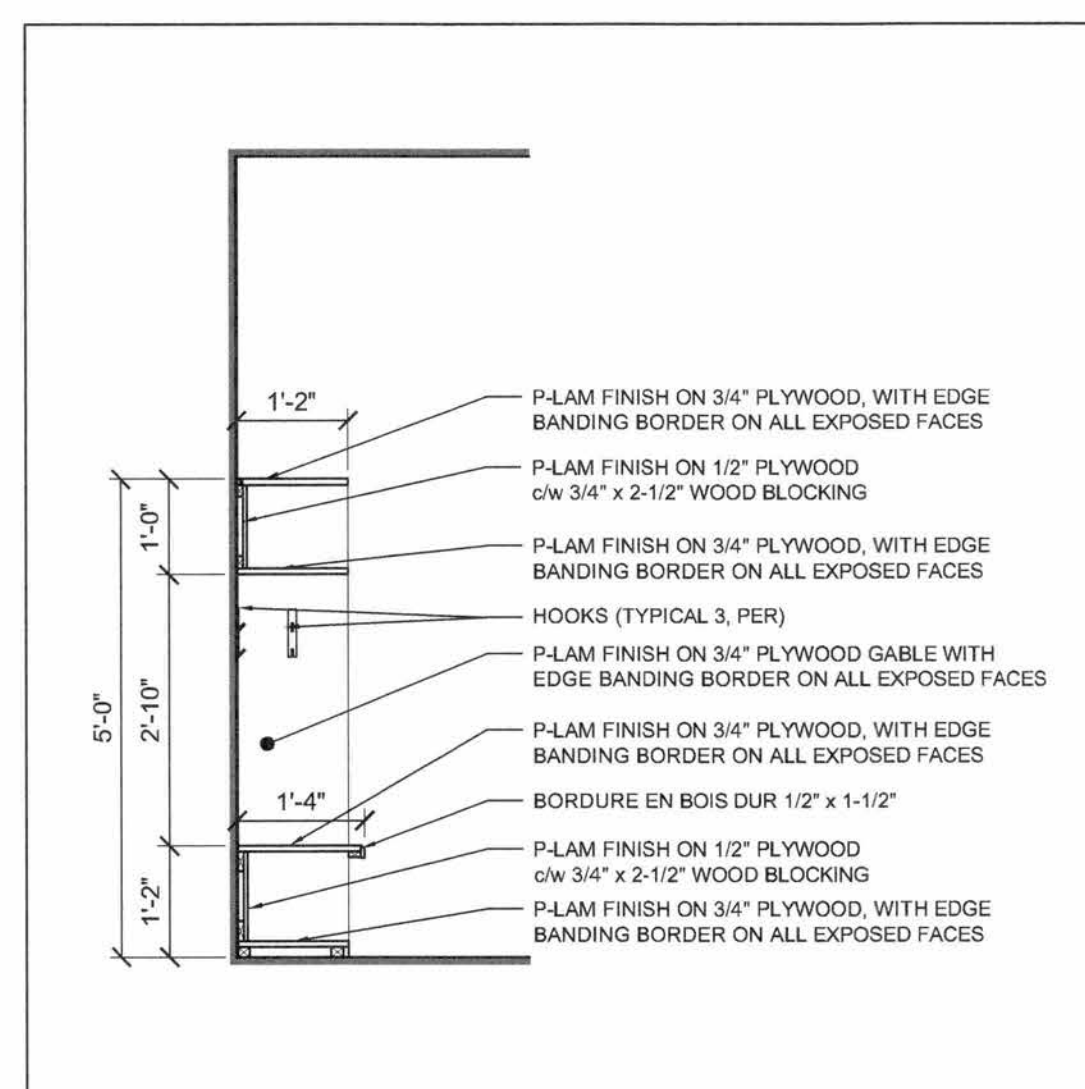 1'-2"
P-LAM FINISH ON 3/4" PLYWOOD, WITH EDGE
BANDING BORDER ON ALL EXPOSED FACES
P-LAM FINISH ON 1/2" PLYWOOD
c/w 3/4" x 2-1/2" WOOD BLOCKING
1'-0"
P-LAM FINISH ON 3/4" PLYWOOD, WITH EDGE
BANDING BORDER ON ALL EXPOSED FACES
HOOKS (TYPICAL 3, PER)
P-LAM FINISH ON 3/4" PLYWOOD GABLE WITH
EDGE BANDING BORDER ON ALL EXPOSED FACES
5'-0"
2'-10"
P-LAM FINISH ON 3/4" PLYWOOD, WITH EDGE
BANDING BORDER ON ALL EXPOSED FACES
1'-4"
BORDURE EN BOIS DUR 1/2" x 1-1/2"
P-LAM FINISH ON 1/2" PLYWOOD
c/w 3/4" x 2-1/2" WOOD BLOCKING
1'-2"
P-LAM FINISH ON 3/4" PLYWOOD, WITH EDGE
BANDING BORDER ON ALL EXPOSED FACES